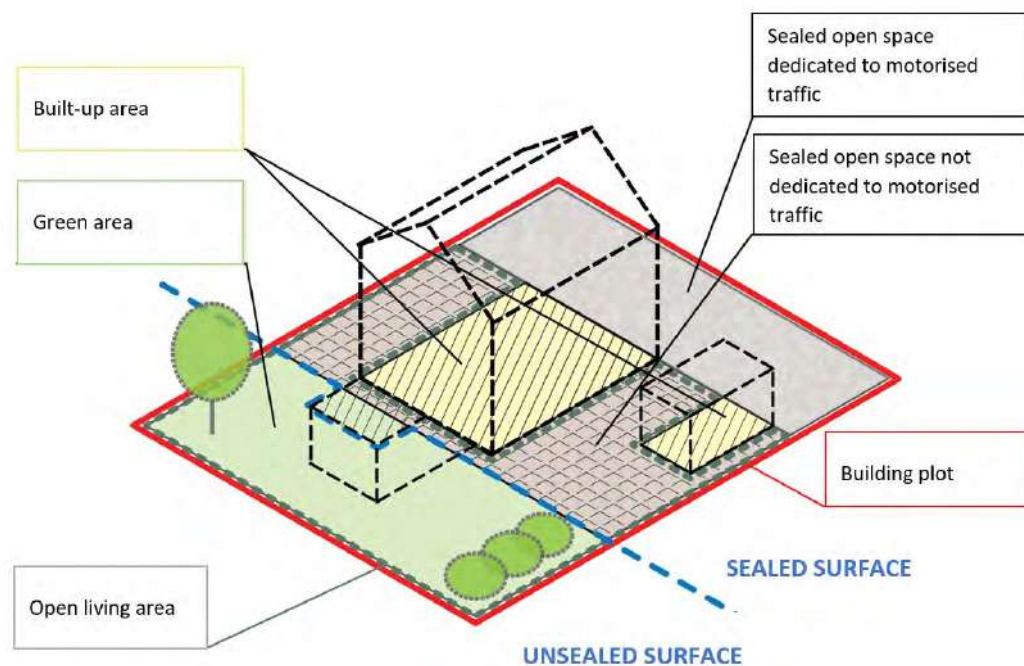 Sealed open space
dedicated to motorised
traffic
Built-up area
Sealed open space not
dedicated to motorised
traffic
Green area
Building plot
SEALED SURFACE
Open living area
UNSEALED SURFACE